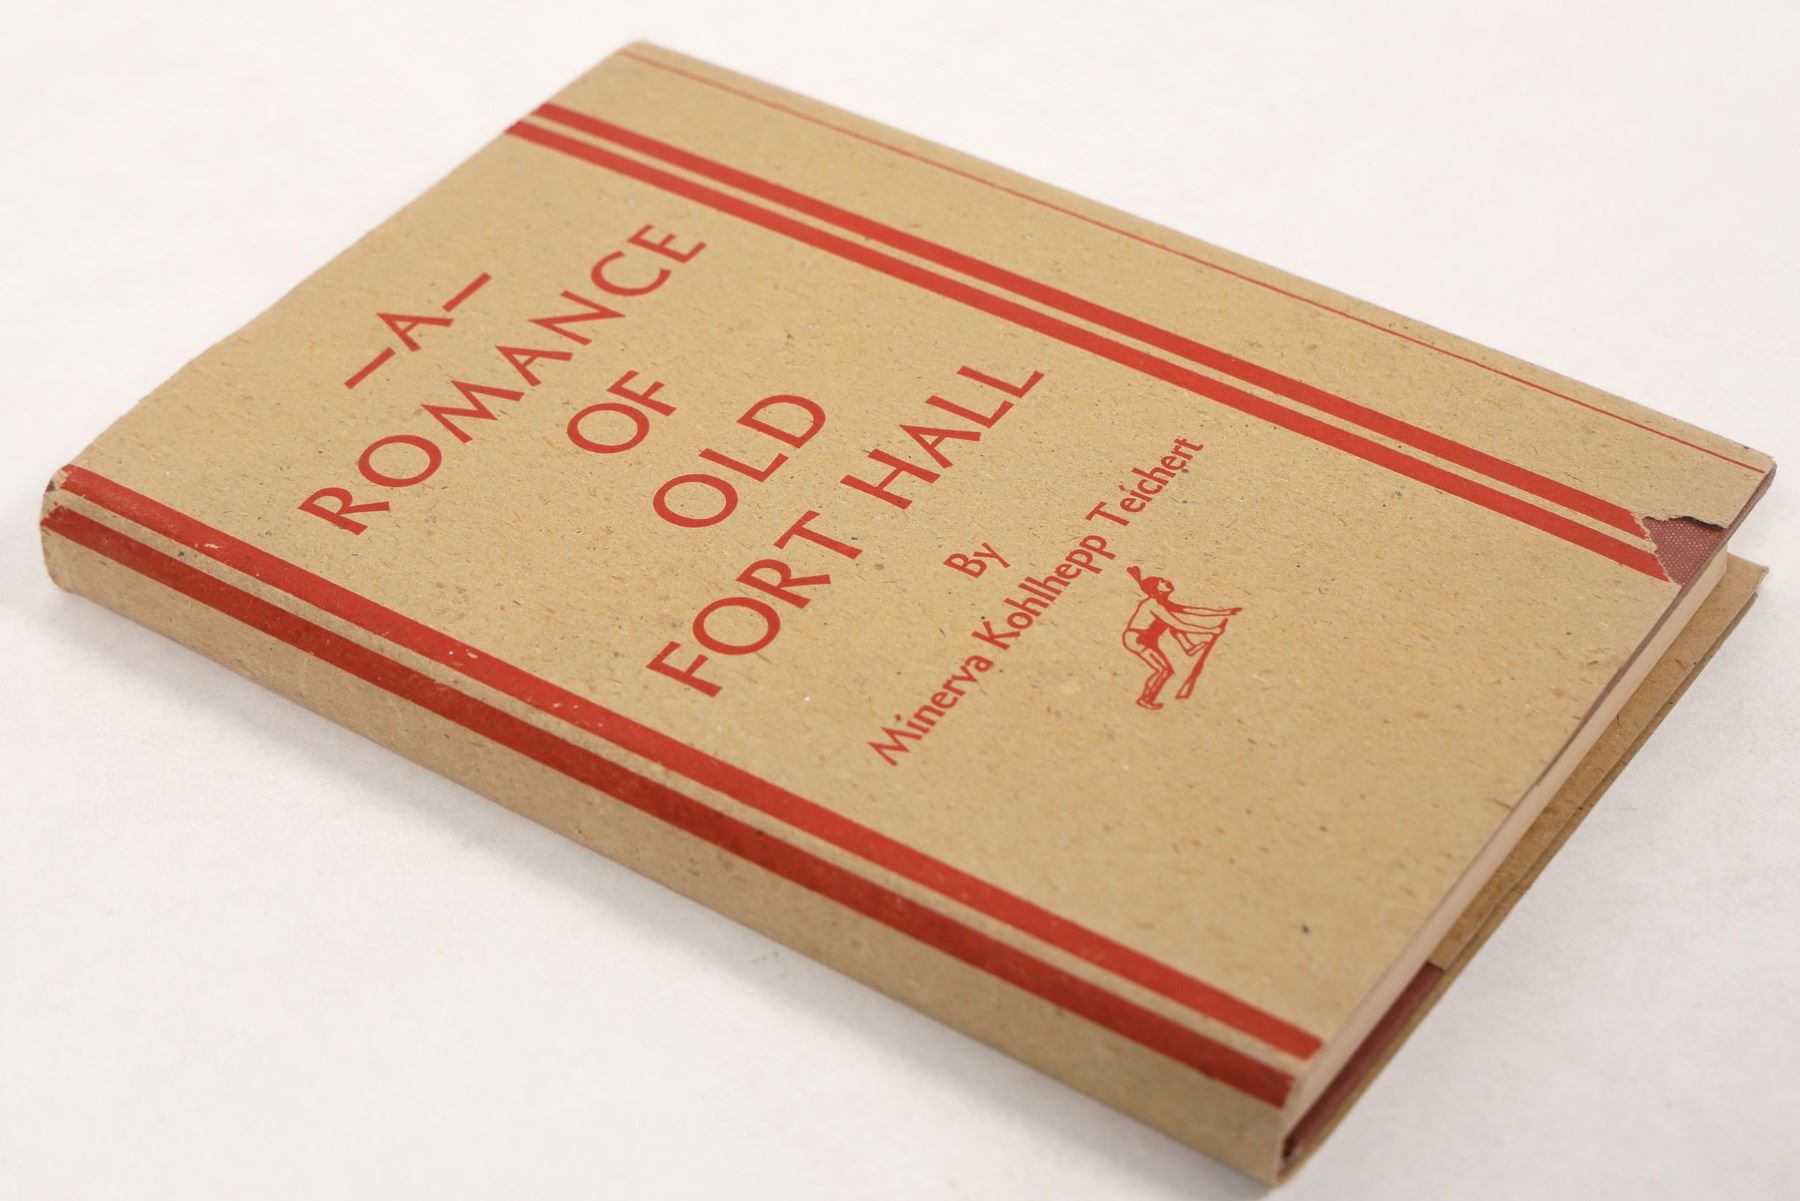 —A—
ROMANCE
OF
OLD
FORT HALL
By
Minerva Kohlhepp Teichert